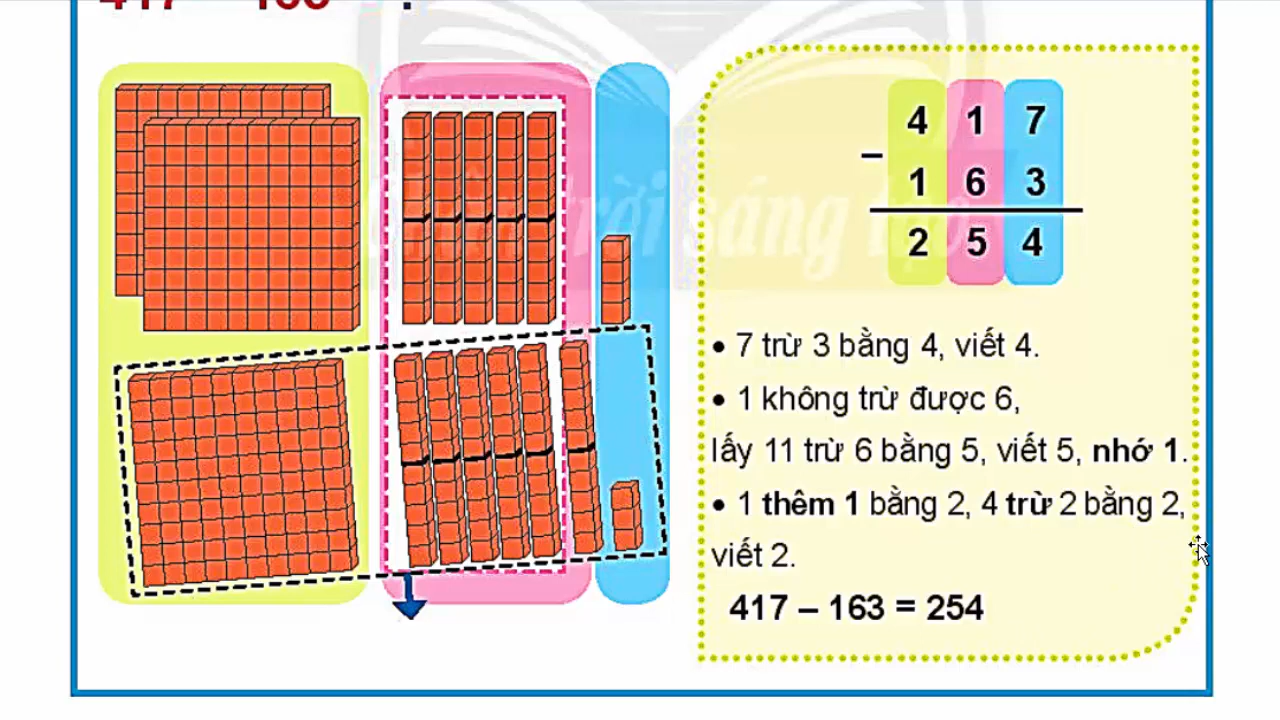 4 1 7
–
1 6 3
2 5 4
• 7 trừ 3 bằng 4, viết 4.
• 1 không trừ được 6,
lấy 11 trừ 6 bằng 5, viết 5, nhớ 1.
• 1 thêm 1 bằng 2, 4 trừ 2 bằng 2,
viết 2.
417 – 163 = 254